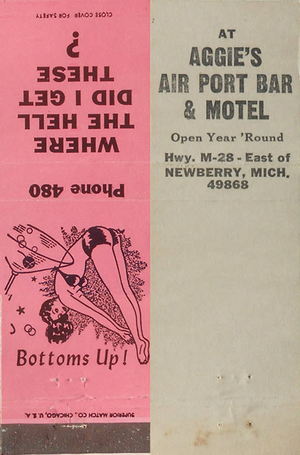 CLOSE COVER FOR SAFETY
WHERE THE HELL
DID I GET
THESE
?
Phone 480
Bottoms Up!
SUPERIOR MATCH CO., CHICAGO, U. S. A.
AT
AGGIE'S
AIR PORT BAR
& MOTEL
Open Year 'Round
Hwy. M-28 - East of
NEWBERRY, MICH.
49868